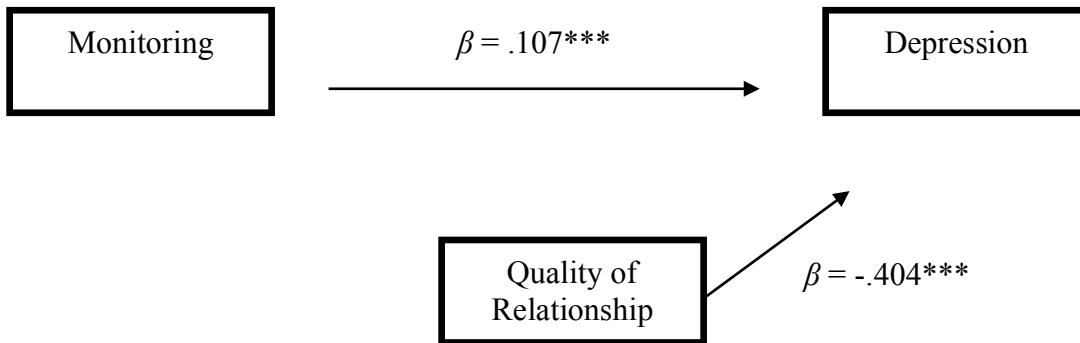 Monitoring
β = .107***
Depression
Quality of
Relationship
β = -.404***